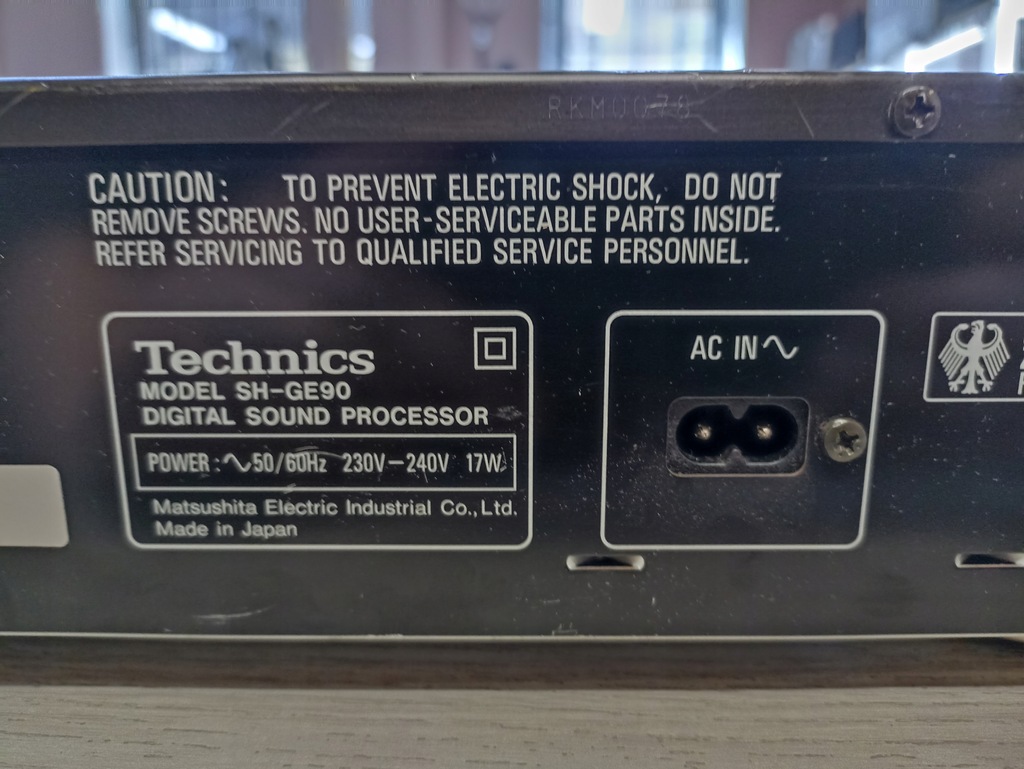 RKM0078
CAUTION: TO PREVENT ELECTRIC SHOCK, DO NOT
REMOVE SCREWS. NO USER-SERVICEABLE PARTS INSIDE.
REFER SERVICING TO QUALIFIED SERVICE PERSONNEL.
Technics
MODEL SH-GE90
DIGITAL SOUND PROCESSOR
POWER: ∿50/60Hz 230V-240V 17W
Matsushita Electric Industrial Co., Ltd.
Made in Japan
AC IN∿